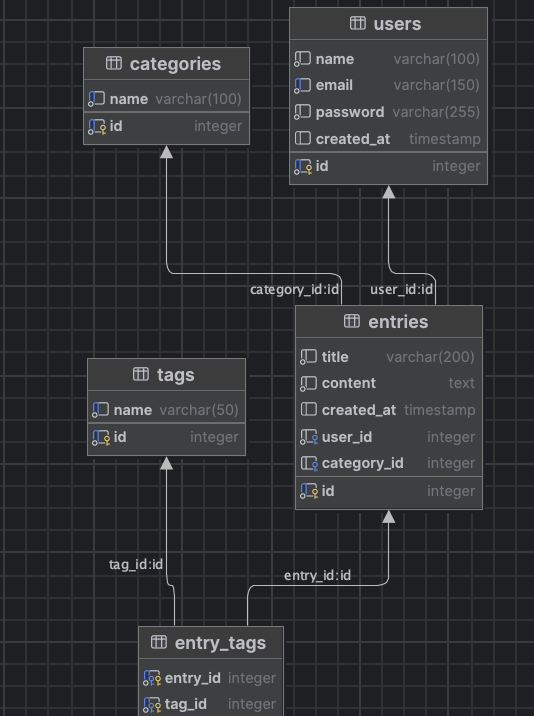 users
name varchar(100)
email varchar(150)
password varchar(255)
created_at timestamp
id integer
categories
name varchar(100)
id integer
category_id:id
user_id:id
entries
title varchar(200)
content text
created_at timestamp
user_id integer
category_id integer
id integer
tags
name varchar(50)
id integer
tag_id:id
entry_id:id
entry_tags
entry_id integer
tag_id integer